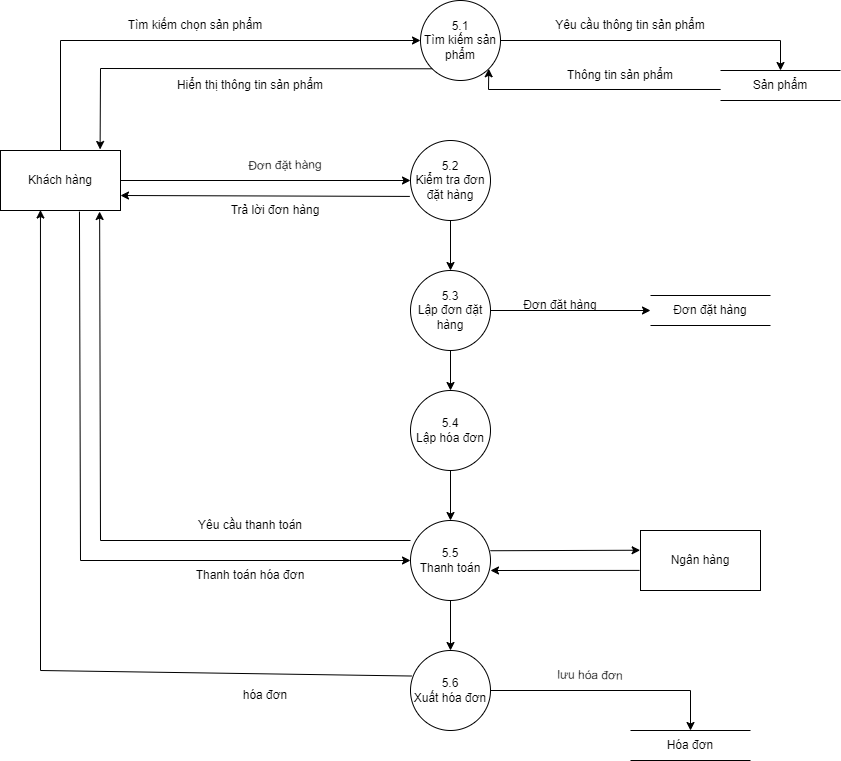 Tìm kiếm chọn sản phẩm
5.1
Tìm kiếm sản
phẩm
Yêu cầu thông tin sản phẩm
Hiển thị thông tin sản phẩm
Thông tin sản phẩm
Sản phẩm
Khách hàng
Đơn đặt hàng
5.2
Kiểm tra đơn
đặt hàng
Trả lời đơn hàng
5.3
Lập đơn đặt
hàng
Đơn đăt hàng
Đơn đặt hàng
5.4
Lập hóa đơn
Yêu cầu thanh toán
5.5
Thanh toán
Ngân hàng
Thanh toán hóa đơn
5.6
Xuất hóa đơn
lưu hóa đơn
hóa đơn
Hóa đơn